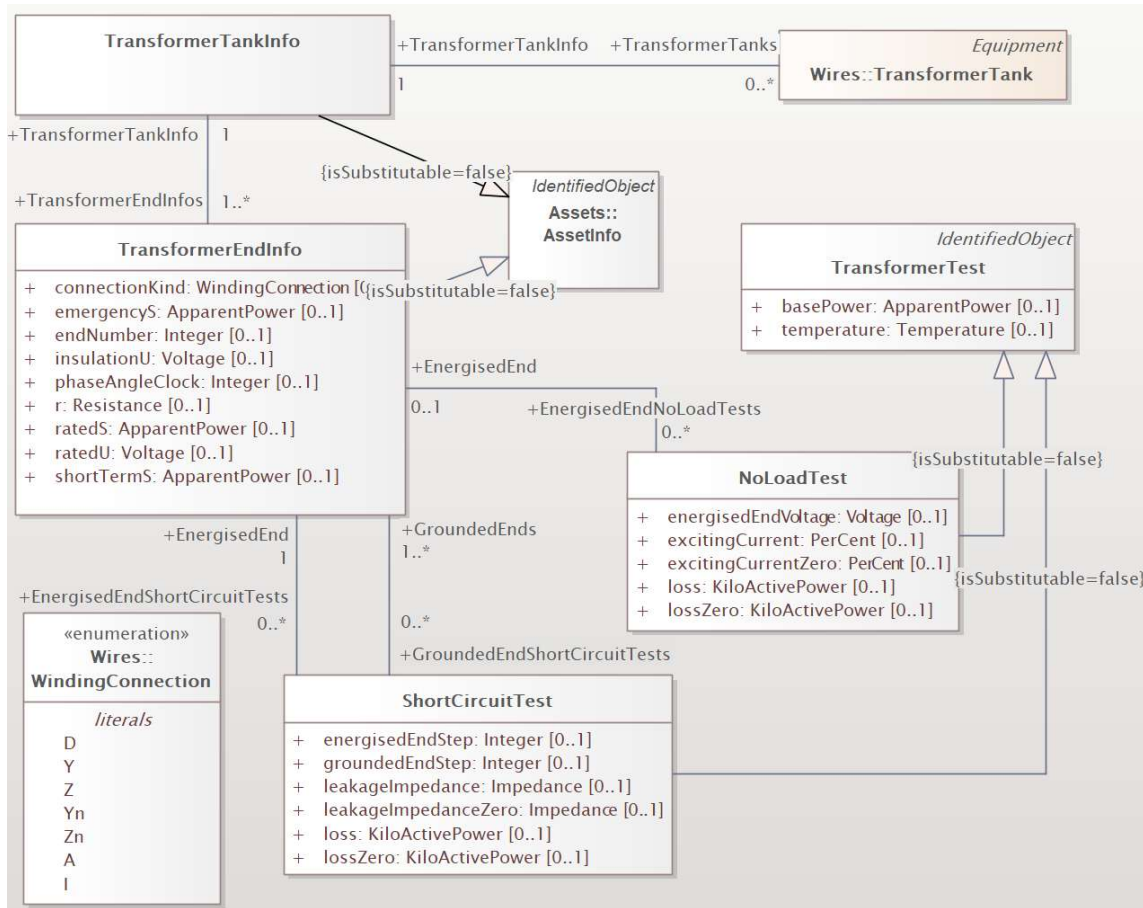 TransformerTankInfo
+TransformerTankInfo
+TransformerTanks
1
0..*
Equipment
Wires::TransformerTank
+TransformerTankInfo
1
{isSubstitutable=false}
+TransformerEndInfos
1..*
IdentifiedObject
Assets::
AssetInfo
TransformerEndInfo
+ connectionKind: WindingConnection [0
{isSubstitutable=false}
+ emergencyS: ApparentPower [0..1]
+ endNumber: Integer [0..1]
+ insulationU: Voltage [0..1]
+ phaseAngleClock: Integer [0..1]
+ r: Resistance [0..1]
+ ratedS: ApparentPower [0..1]
+ ratedU: Voltage [0..1]
+ shortTermS: ApparentPower [0..1]
IdentifiedObject
TransformerTest
+ basePower: ApparentPower [0..1]
+ temperature: Temperature [0..1]
+EnergisedEnd
0..1
+EnergisedEndNoLoadTests
0..*
{isSubstitutable=false}
NoLoadTest
+ energisedEndVoltage: Voltage [0..1]
+ excitingCurrent: PerCent [0..1]
+ excitingCurrentZero: PerCent [0..1]
+ loss: KiloActivePower [0..1]
+ lossZero: KiloActivePower [0..1]
{isSubstitutable=false}
+EnergisedEnd
1
+GroundedEnds
1..*
+EnergisedEndShortCircuitTests
0..*
0..*
+GroundedEndShortCircuitTests
«enumeration»
Wires::
WindingConnection
literals
D
Y
Z
Yn
Zn
A
I
ShortCircuitTest
+ energisedEndStep: Integer [0..1]
+ groundedEndStep: Integer [0..1]
+ leakageImpedance: Impedance [0..1]
+ leakageImpedanceZero: Impedance [0..1]
+ loss: KiloActivePower [0..1]
+ lossZero: KiloActivePower [0..1]